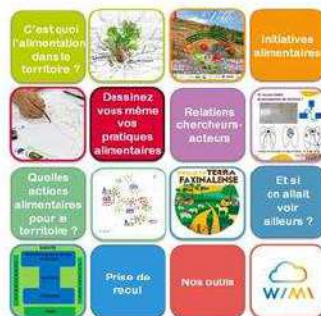 C'est quoi
l'alimentation
dans le
territoire ?
Initiatives
alimentaires
Dessinez
vous même
vos
pratiques
alimentaires
Relations
chercheurs-
acteurs
Quelles
actions
alimentaires
pour le
territoire ?
TERRA
FAXINALENSE
Et si
on allait
voir
ailleurs ?
Prise de
recul
Nos outils